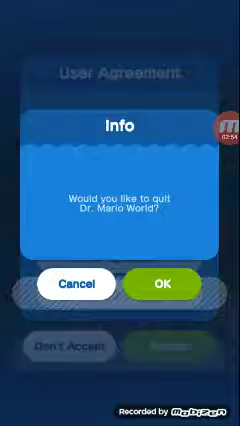 User Agreement
Info
02:54
Would you like to quit
Dr. Mario World?
Cancel
OK
Don't Accept
Recorded by mobizen